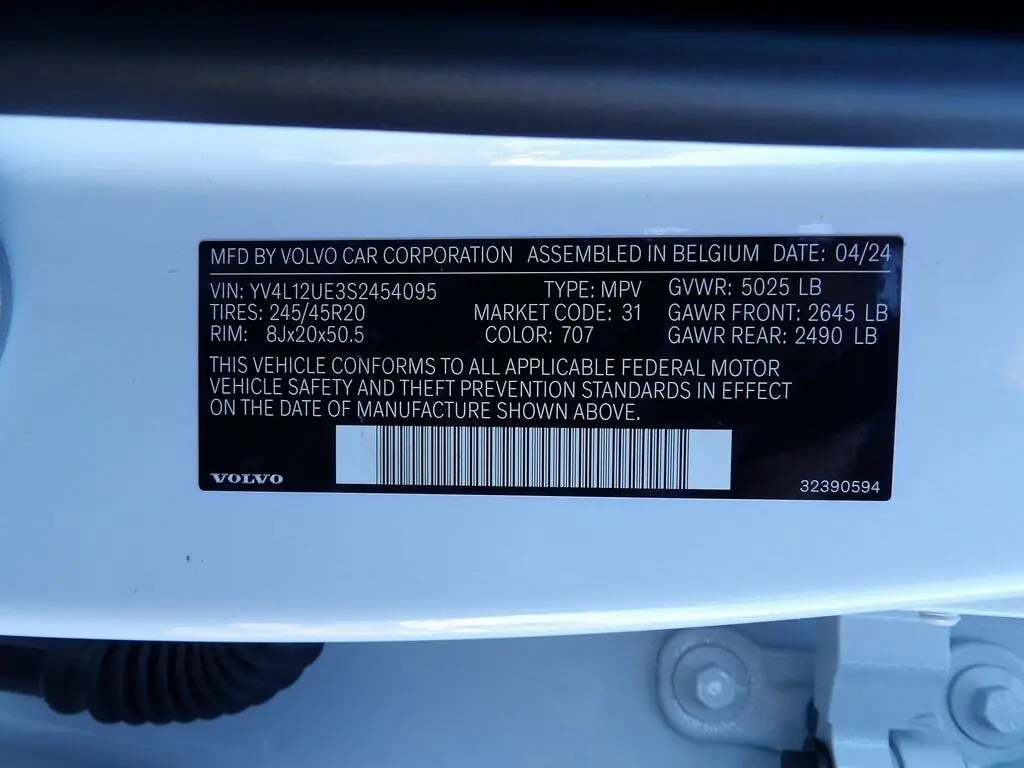 MFD BY VOLVO CAR CORPORATION ASSEMBLED IN BELGIUM DATE: 04/24
VIN: YV4L12UE3S2454095 TYPE: MPV GVWR: 5025 LB
TIRES: 245/45R20 MARKET CODE: 31 GAWR FRONT: 2645 LB
RIM: 8Jx20x50.5 COLOR: 707 GAWR REAR: 2490 LB
THIS VEHICLE CONFORMS TO ALL APPLICABLE FEDERAL MOTOR
VEHICLE SAFETY AND THEFT PREVENTION STANDARDS IN EFFECT
ON THE DATE OF MANUFACTURE SHOWN ABOVE.
VOLVO 32390594